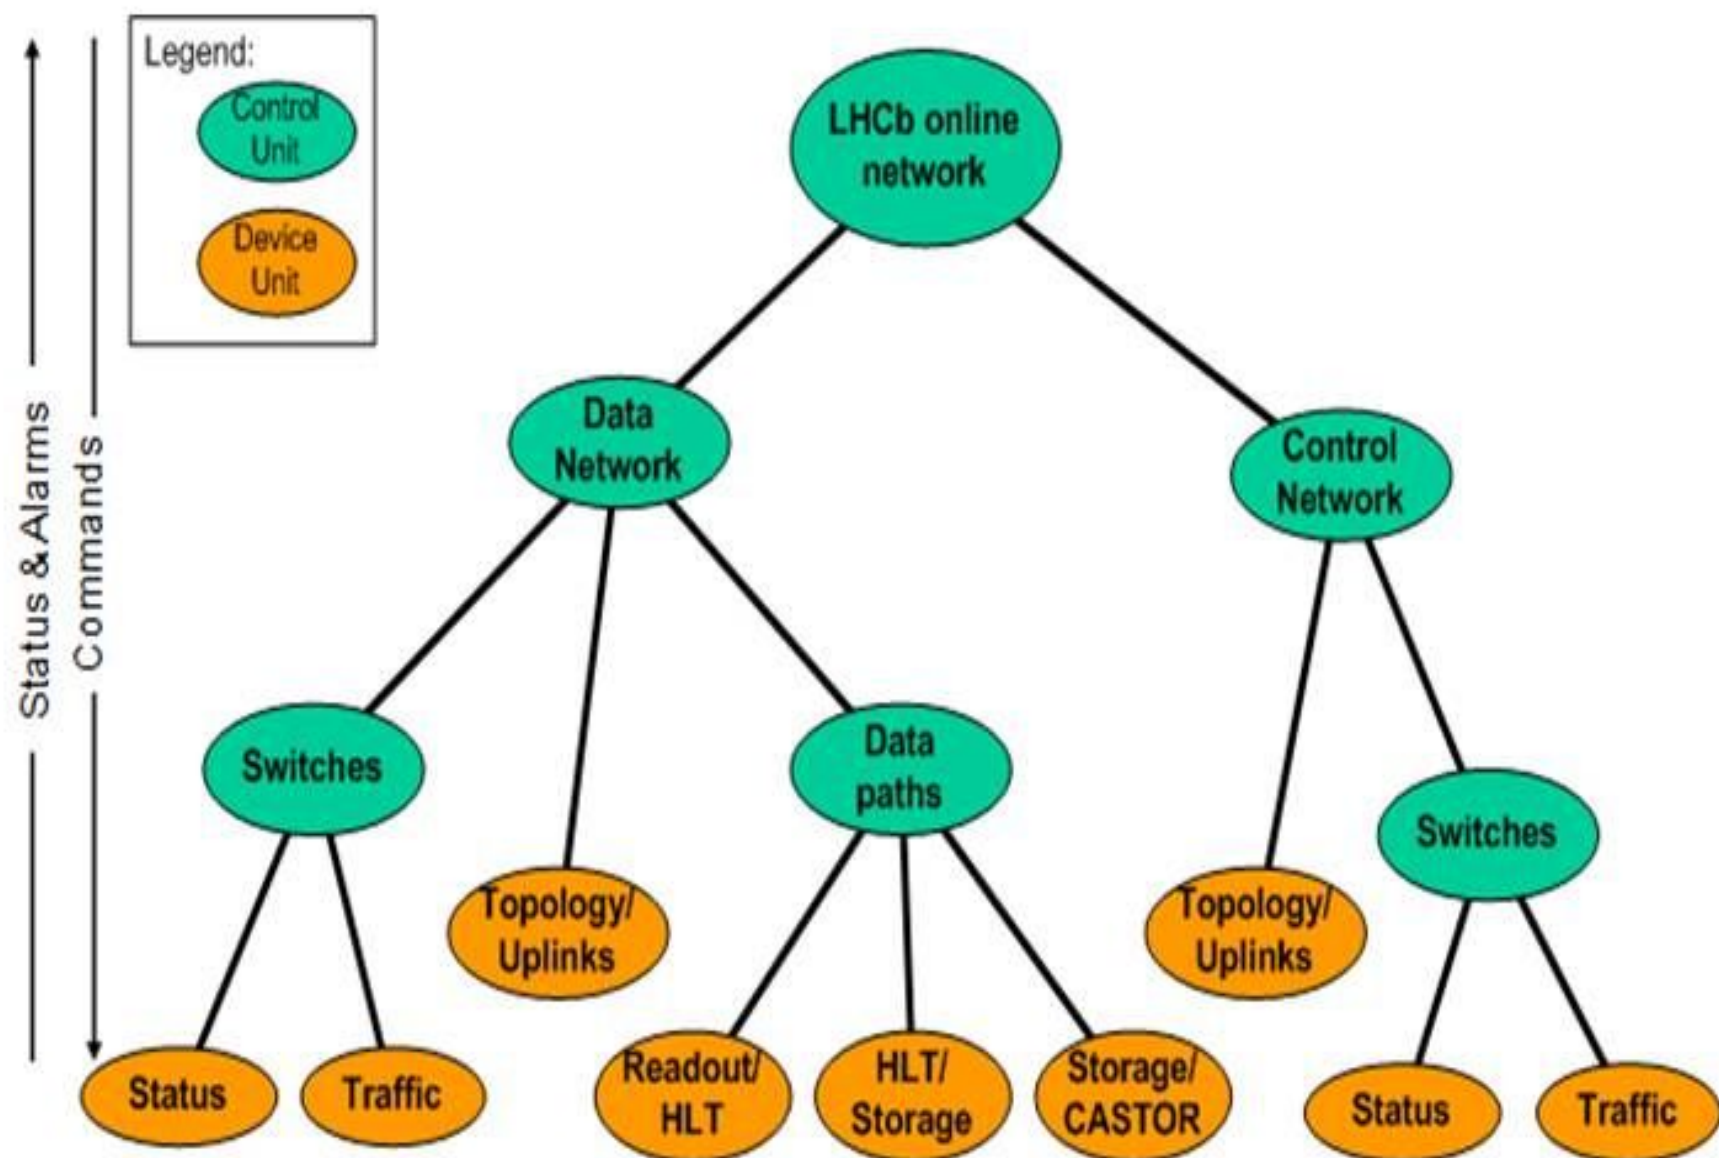 Legend:
Control
Unit
Device
Unit
Status & Alarms
Commands
LHCb online
network
Data
Network
Control
Network
Switches
Data
paths
Switches
Topology/
Uplinks
Topology/
Uplinks
Status
Traffic
Readout/
HLT
HLT/
Storage
Storage/
CASTOR
Status
Traffic